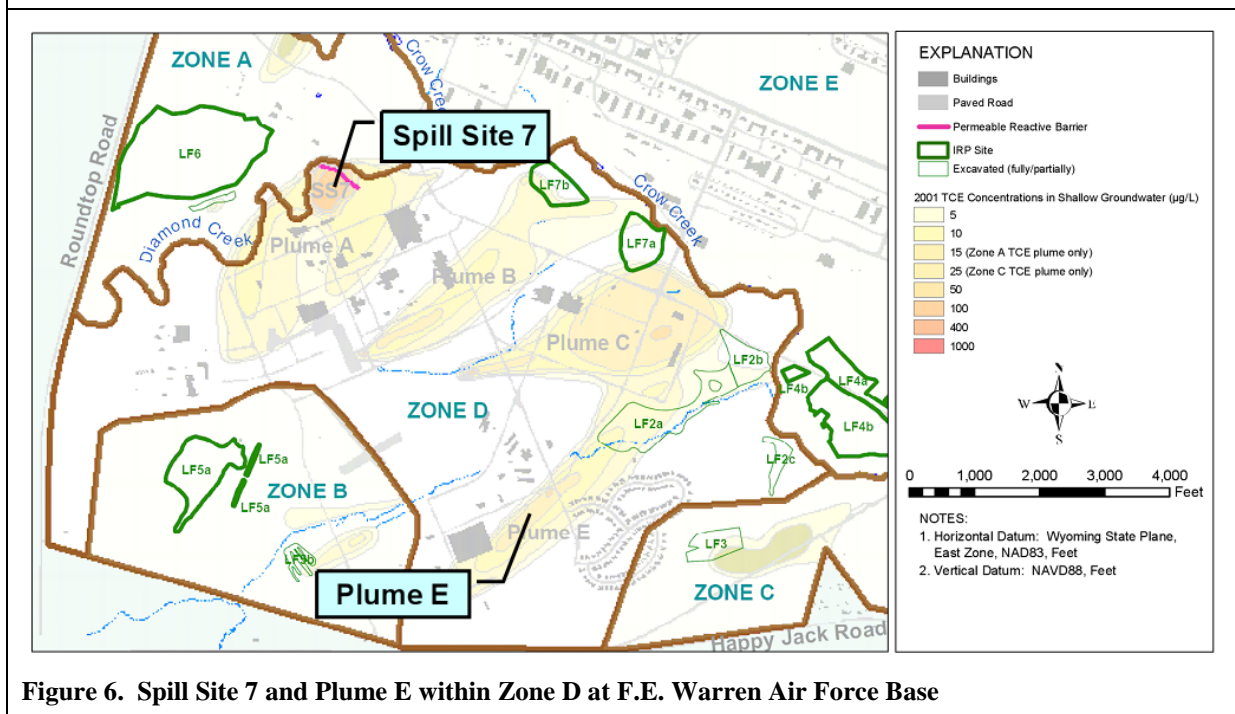 ZONE A
Crow Creek
ZONE E
Spill Site 7
LF6
SS7
LF7b
Crow Creek
Roundtop Road
Diamond Creek
Plume A
LF7a
Plume B
Plume C
LF2b
LF4b
LF4a
ZONE D
LF2a
LF4b
LF5a
LF5a
ZONE B
LF5a
LF2c
Plume E
LF3
LF5b
Plume E
ZONE C
Happy Jack Road
EXPLANATION
Buildings
Paved Road
Permeable Reactive Barrier
IRP Site
Excavated (fully/partially)
2001 TCE Concentrations in Shallow Groundwater (µg/L)
5
10
15 (Zone A TCE plume only)
25 (Zone C TCE plume only)
50
100
400
1000
N
W E
S
0 1,000 2,000 3,000 4,000
Feet
NOTES:
1. Horizontal Datum: Wyoming State Plane,
East Zone, NAD83, Feet
2. Vertical Datum: NAVD88, Feet
Figure 6. Spill Site 7 and Plume E within Zone D at F.E. Warren Air Force Base